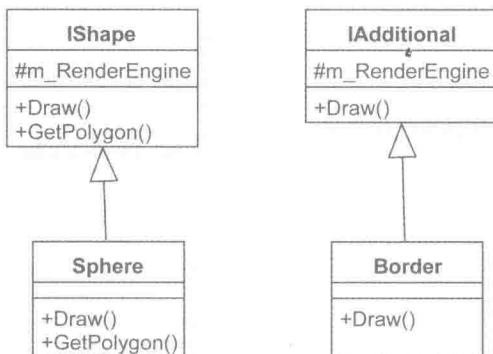 IShape
#m_RenderEngine
+Draw()
+GetPolygon()
Sphere
+Draw()
+GetPolygon()
IAdditional
#m_RenderEngine
+Draw()
Border
+Draw()